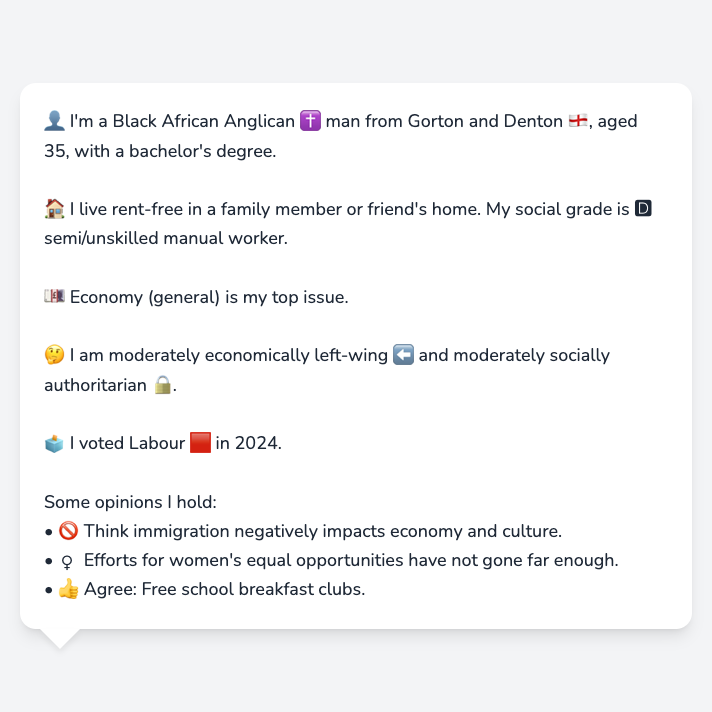 👤 I'm a Black African Anglican ✝️ man from Gorton and Denton 🏴󠁧󠁢󠁥󠁮󠁧󠁿, aged
35, with a bachelor's degree.
🏠 I live rent-free in a family member or friend's home. My social grade is 🅳
semi/unskilled manual worker.
💷 Economy (general) is my top issue.
🤔 I am moderately economically left-wing ⬅️ and moderately socially
authoritarian 🔒.
🗳️ I voted Labour 🟥 in 2024.
Some opinions I hold:
• 🚫 Think immigration negatively impacts economy and culture.
• ♀ Efforts for women's equal opportunities have not gone far enough.
• 👍 Agree: Free school breakfast clubs.